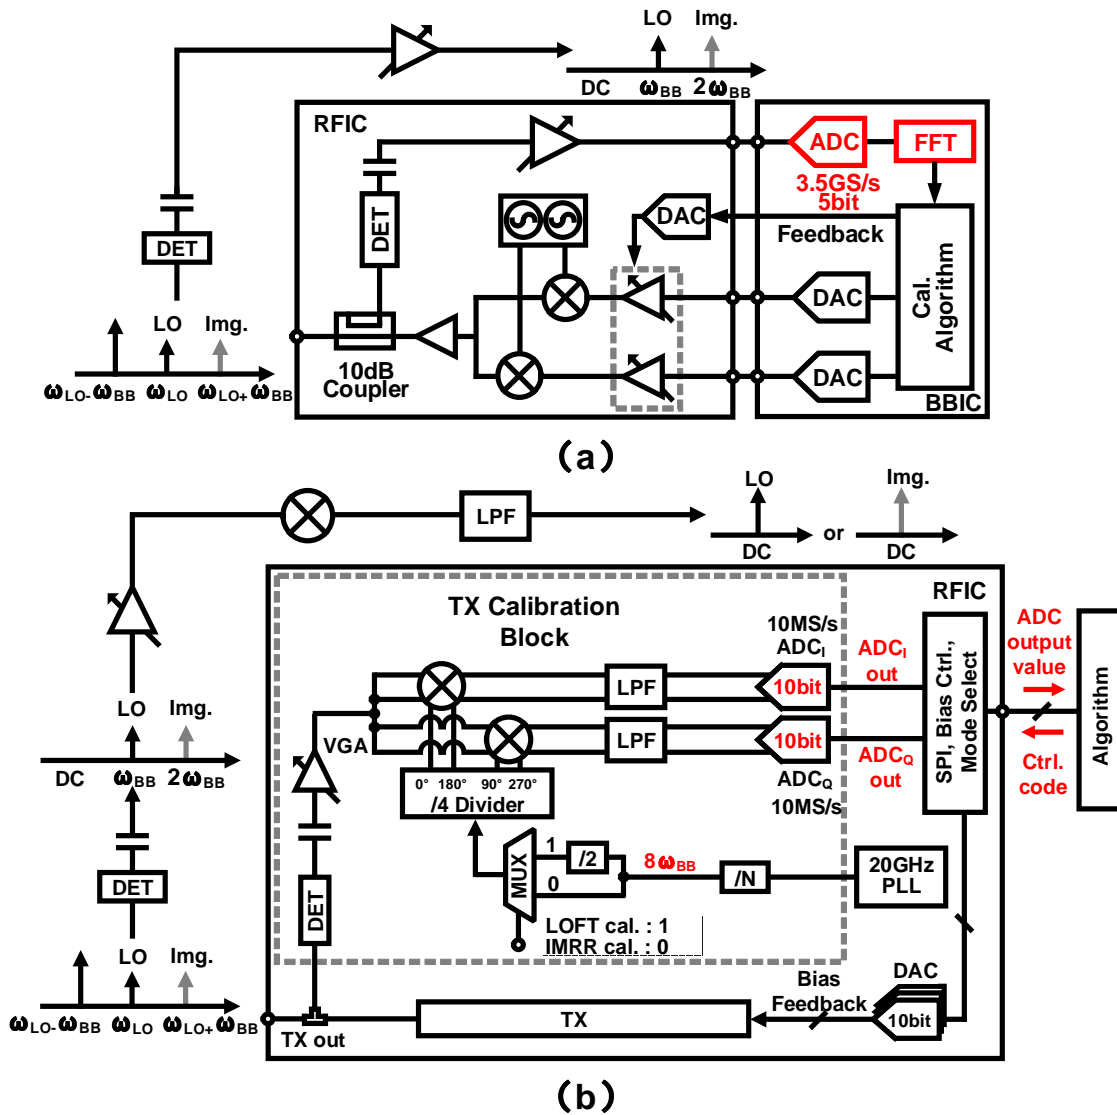 LO Img.
DC ωBB 2ωBB
RFIC
ADC
FFT
3.5GS/s
5bit
DET
DAC
Feedback
DET
LO Img.
ωLO- ωBB ωLO ωLO+ ωBB
10dB
Coupler
DAC
DAC
Cal.
Algorithm
BBIC
(a)
LPF
LO
DC
or
Img.
DC
RFIC
TX Calibration
Block
10MS/s
ADCI
10bit
ADCI
out
LPF
LPF
10bit
ADCQ
10MS/s
ADCQ
out
SPI, Bias Ctrl.,
Mode Select
ADC
output
value
Ctrl.
code
Algorithm
VGA
0° 180° 90° 270°
/4 Divider
LO Img.
DC ωBB 2ωBB
DET
DET
MUX
1
0
/2
8ωBB
/N
20GHz
PLL
LOFT cal. : 1
IMRR cal. : 0
LO Img.
ωLO- ωBB ωLO ωLO+ ωBB
TX out
TX
Bias
Feedback
DAC
10bit
(b)